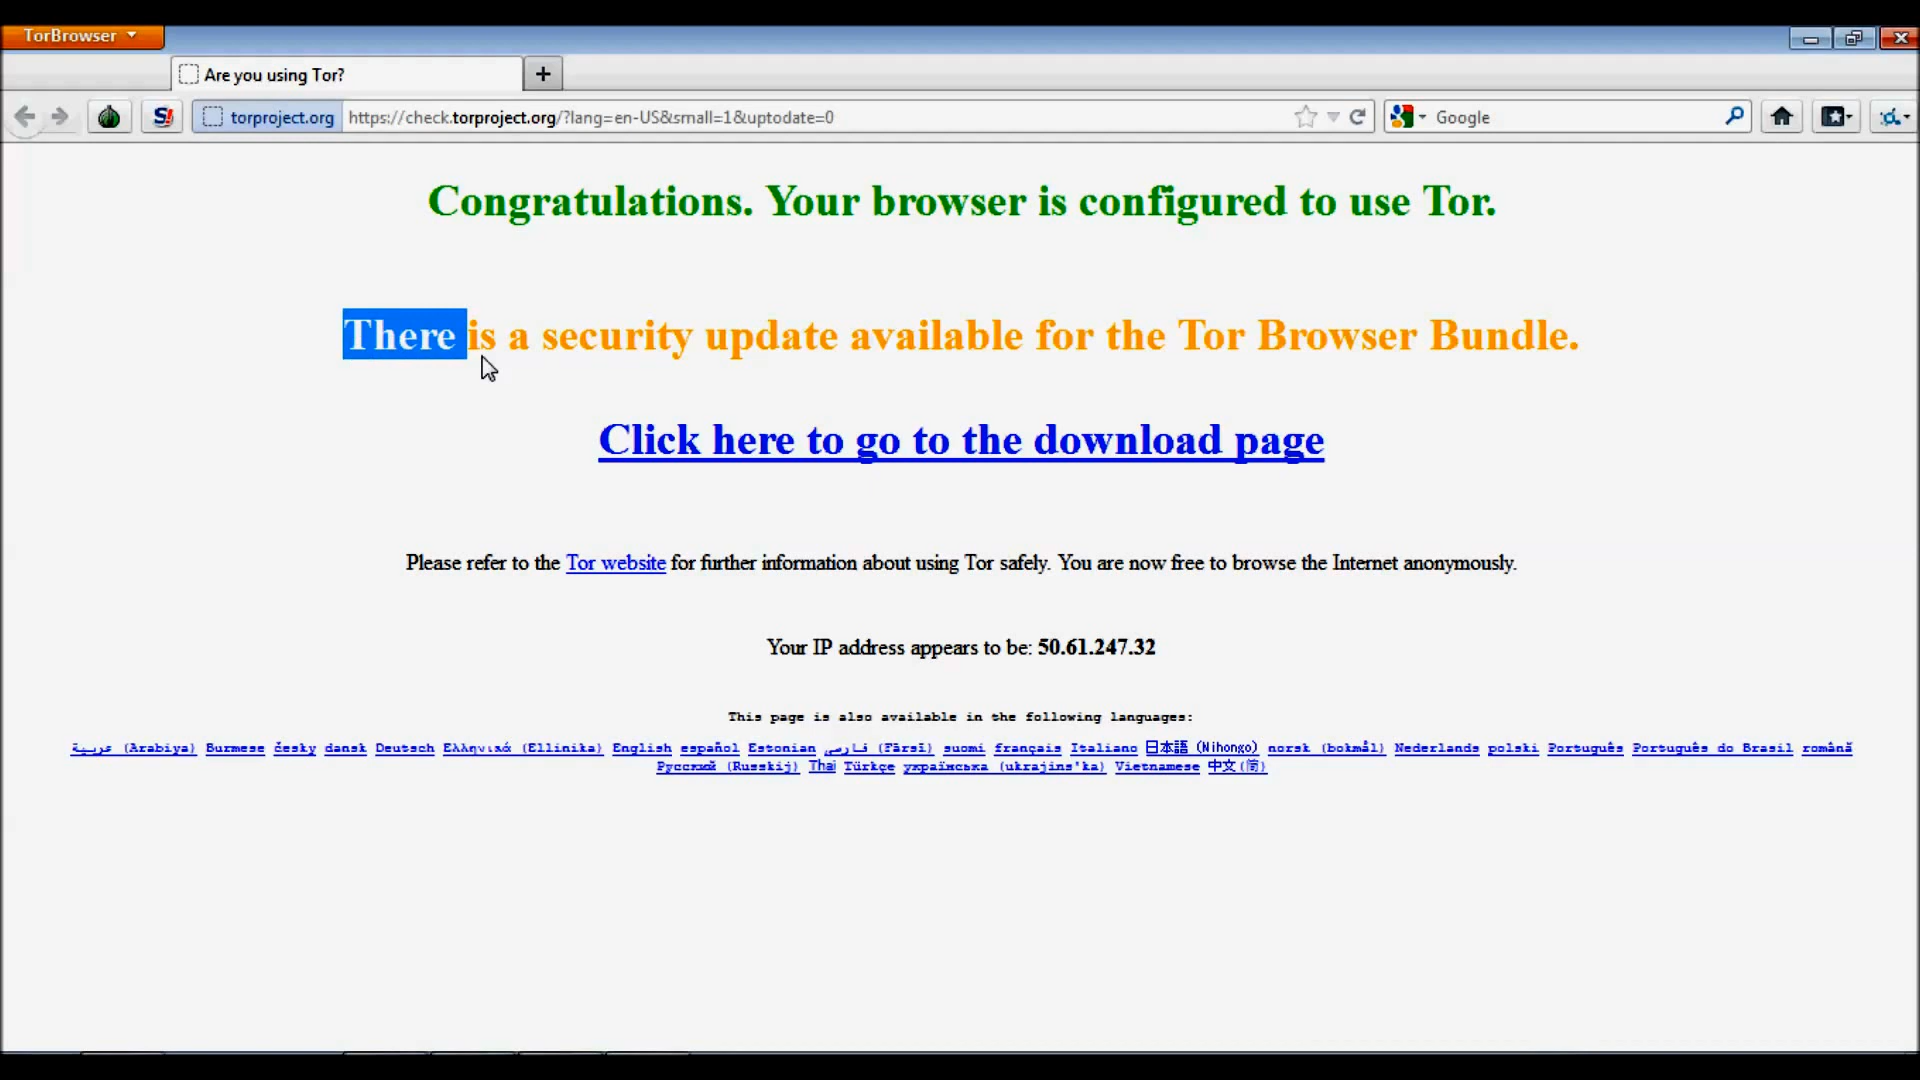 TorBrowser
Are you using Tor?
torproject.org https://check.torproject.org/?lang=en-US&small=1&uptodate=0 Google
Congratulations. Your browser is configured to use Tor.
There is a security update available for the Tor Browser Bundle.
Click here to go to the download page
Please refer to the Tor website for further information about using Tor safely. You are now free to browse the Internet anonymously.
Your IP address appears to be: 50.61.247.32
This page is also available in the following languages:
عربية (Arabiya) Burmese česky dansk Deutsch Ελληνικά (Ellinika) English español Estonian فارسی (Fārsī) suomi français Italiano 日本語 (Nihongo) norsk (bokmål) Nederlands polski Português Português do Brasil română
Русский (Russkij) Thai Türkçe українська (ukrajins'ka) Vietnamese 中文(简)